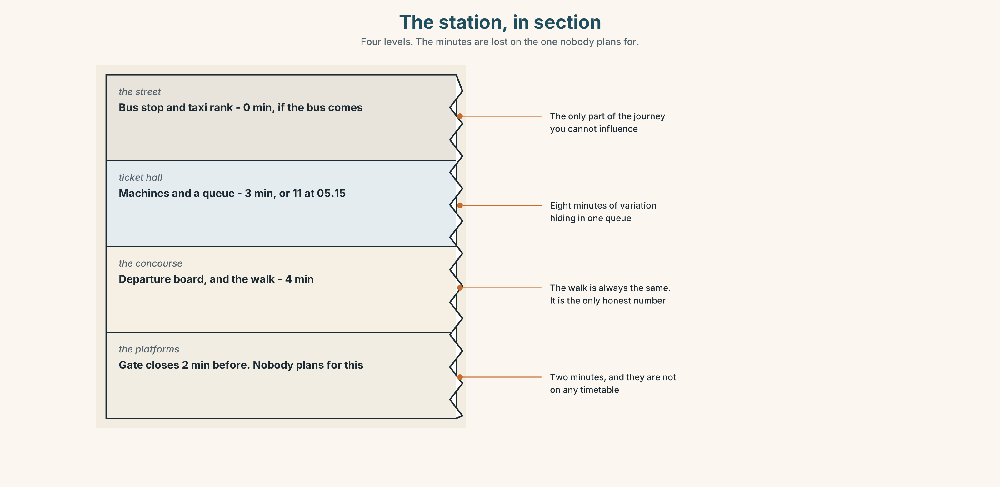 The station, in section
Four levels. The minutes are lost on the one nobody plans for.
the street
Bus stop and taxi rank - 0 min, if the bus comes
The only part of the journey
you cannot influence
ticket hall
Machines and a queue - 3 min, or 11 at 05.15
Eight minutes of variation
hiding in one queue
the concourse
Departure board, and the walk - 4 min
The walk is always the same.
It is the only honest number
the platforms
Gate closes 2 min before. Nobody plans for this
Two minutes, and they are not
on any timetable